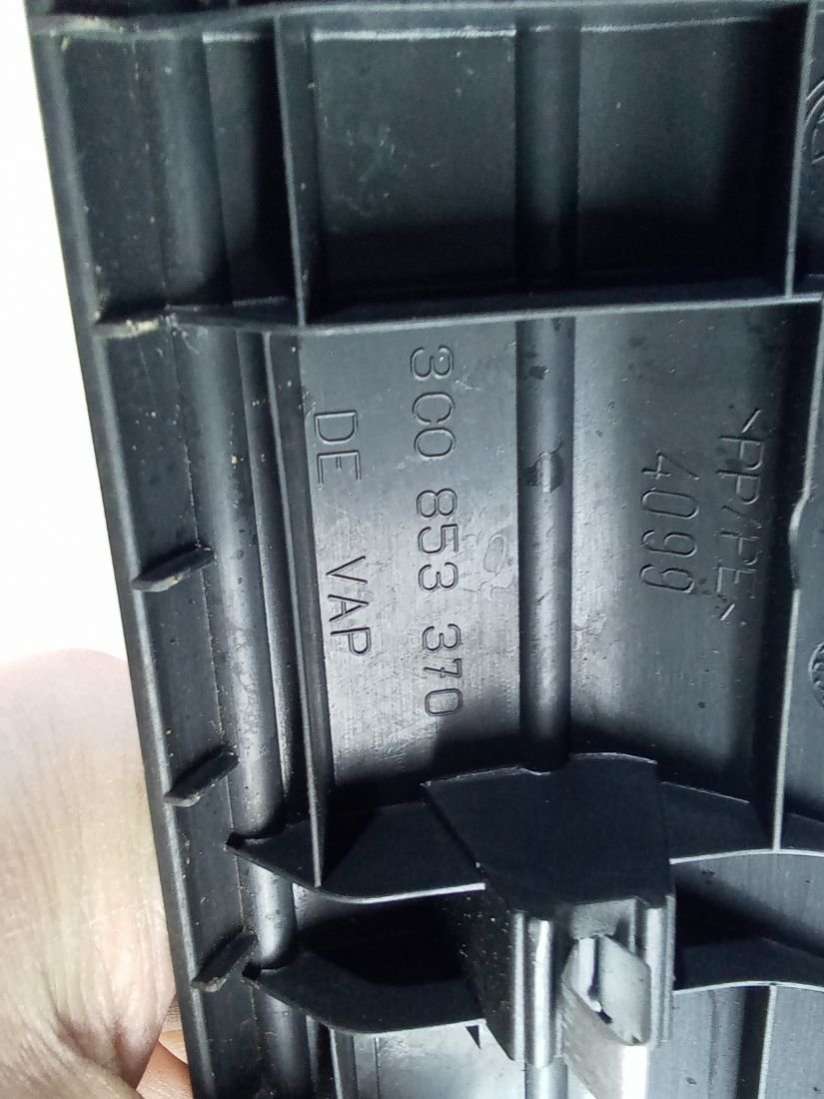 >PP/PE<
4099
3C0 853 370
DE VAP